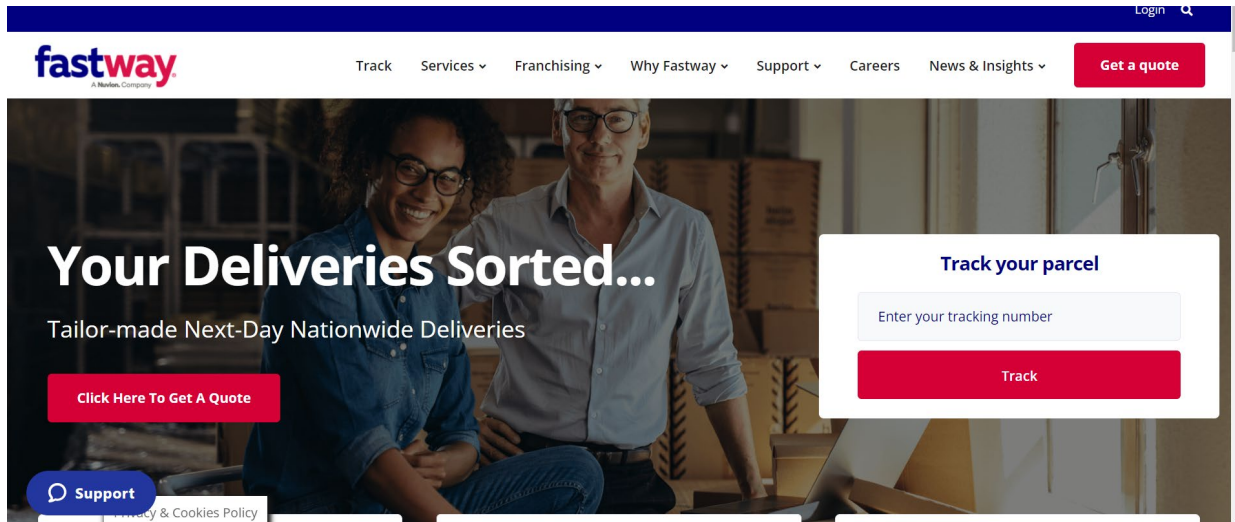 Login
fastway
A Nuvion. Company
Track Services Franchising Why Fastway Support Careers News & Insights Get a quote
Your Deliveries Sorted...
Tailor-made Next-Day Nationwide Deliveries
Click Here To Get A Quote
Track your parcel
Enter your tracking number
Track
Support
Privacy & Cookies Policy